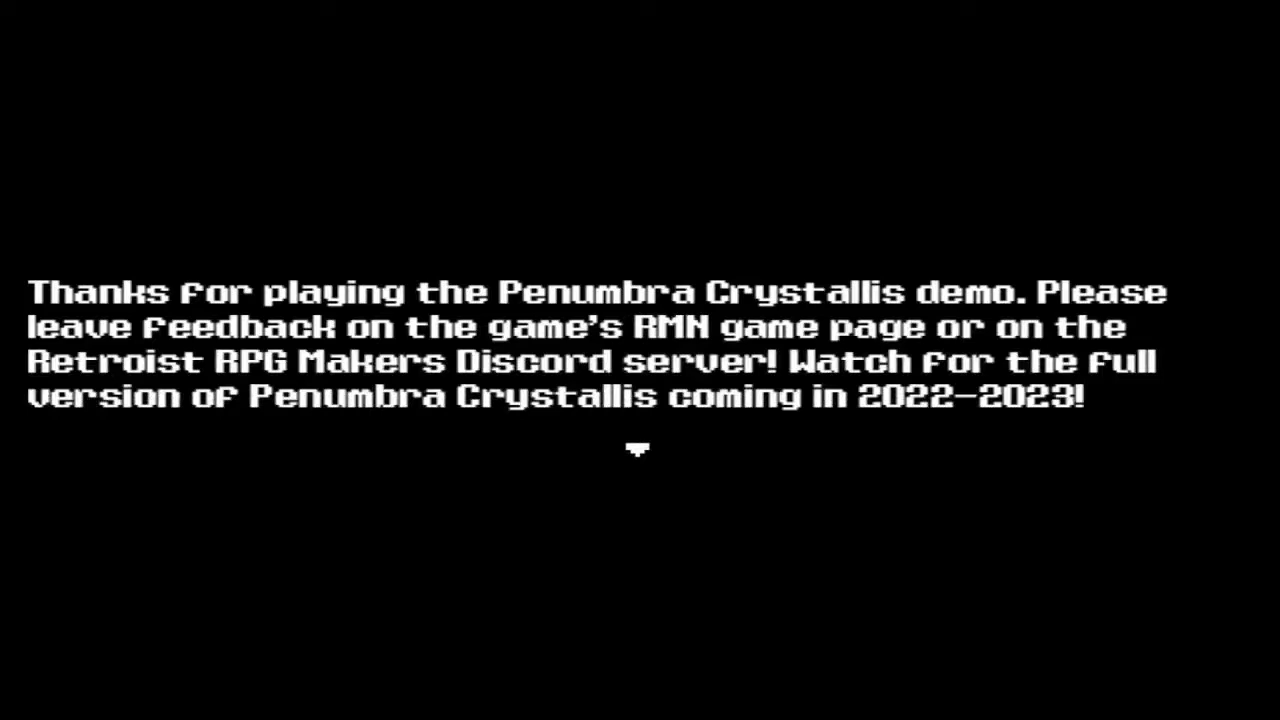 Thanks for playing the Penumbra Crystallis demo. Please
leave feedback on the game's RMN game page or on the
Retroist RPG Makers Discord server! Watch for the full
version of Penumbra Crystallis coming in 2022-2023!